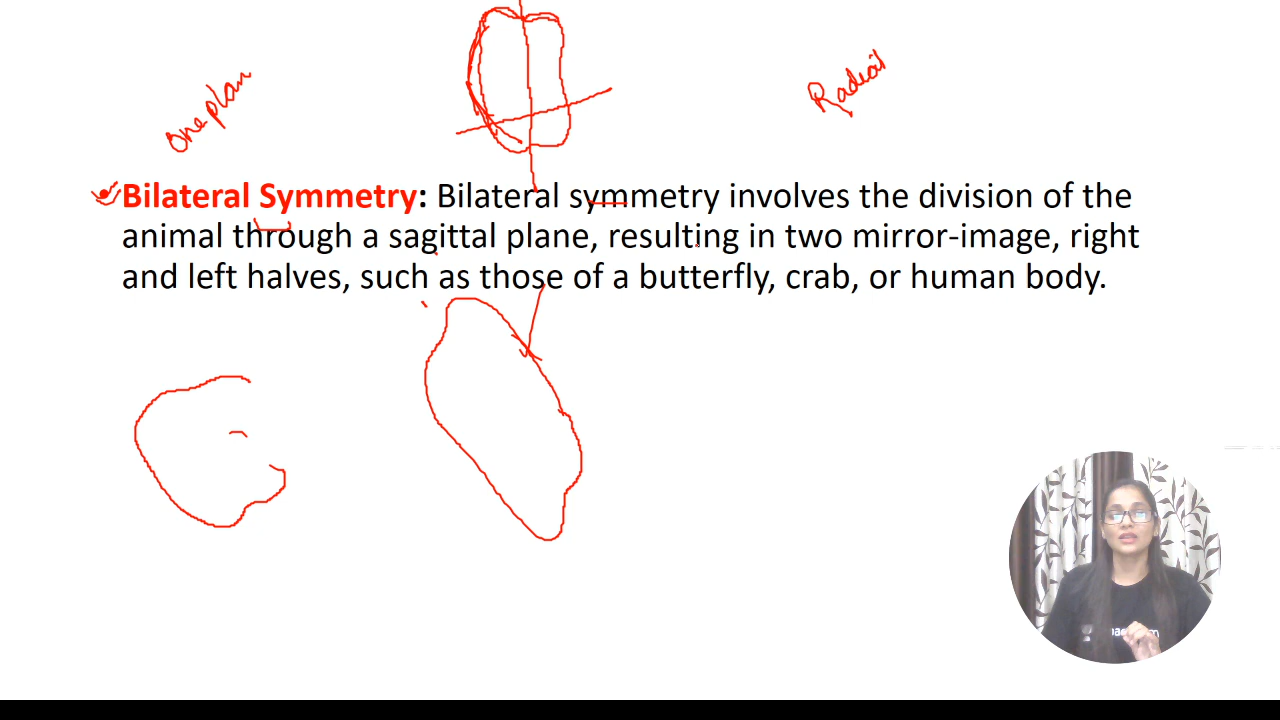 one plan
Radial
Bilateral Symmetry: Bilateral symmetry involves the division of the
animal through a sagittal plane, resulting in two mirror-image, right
and left halves, such as those of a butterfly, crab, or human body.